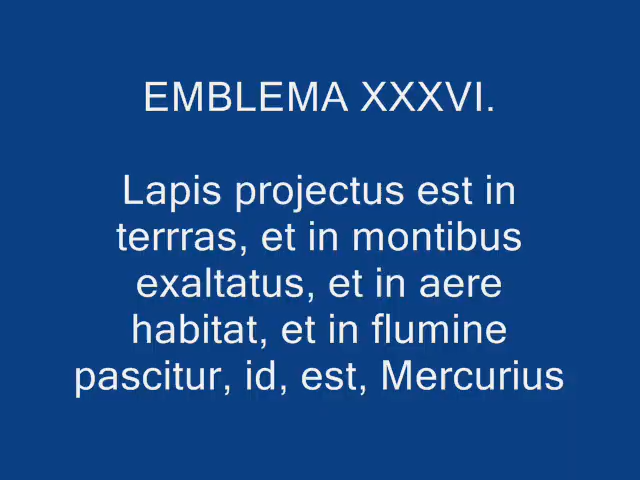 EMBLEMA XXXVI.
Lapis projectus est in
terrras, et in montibus
exaltatus, et in aere
habitat, et in flumine
pascitur, id, est, Mercurius